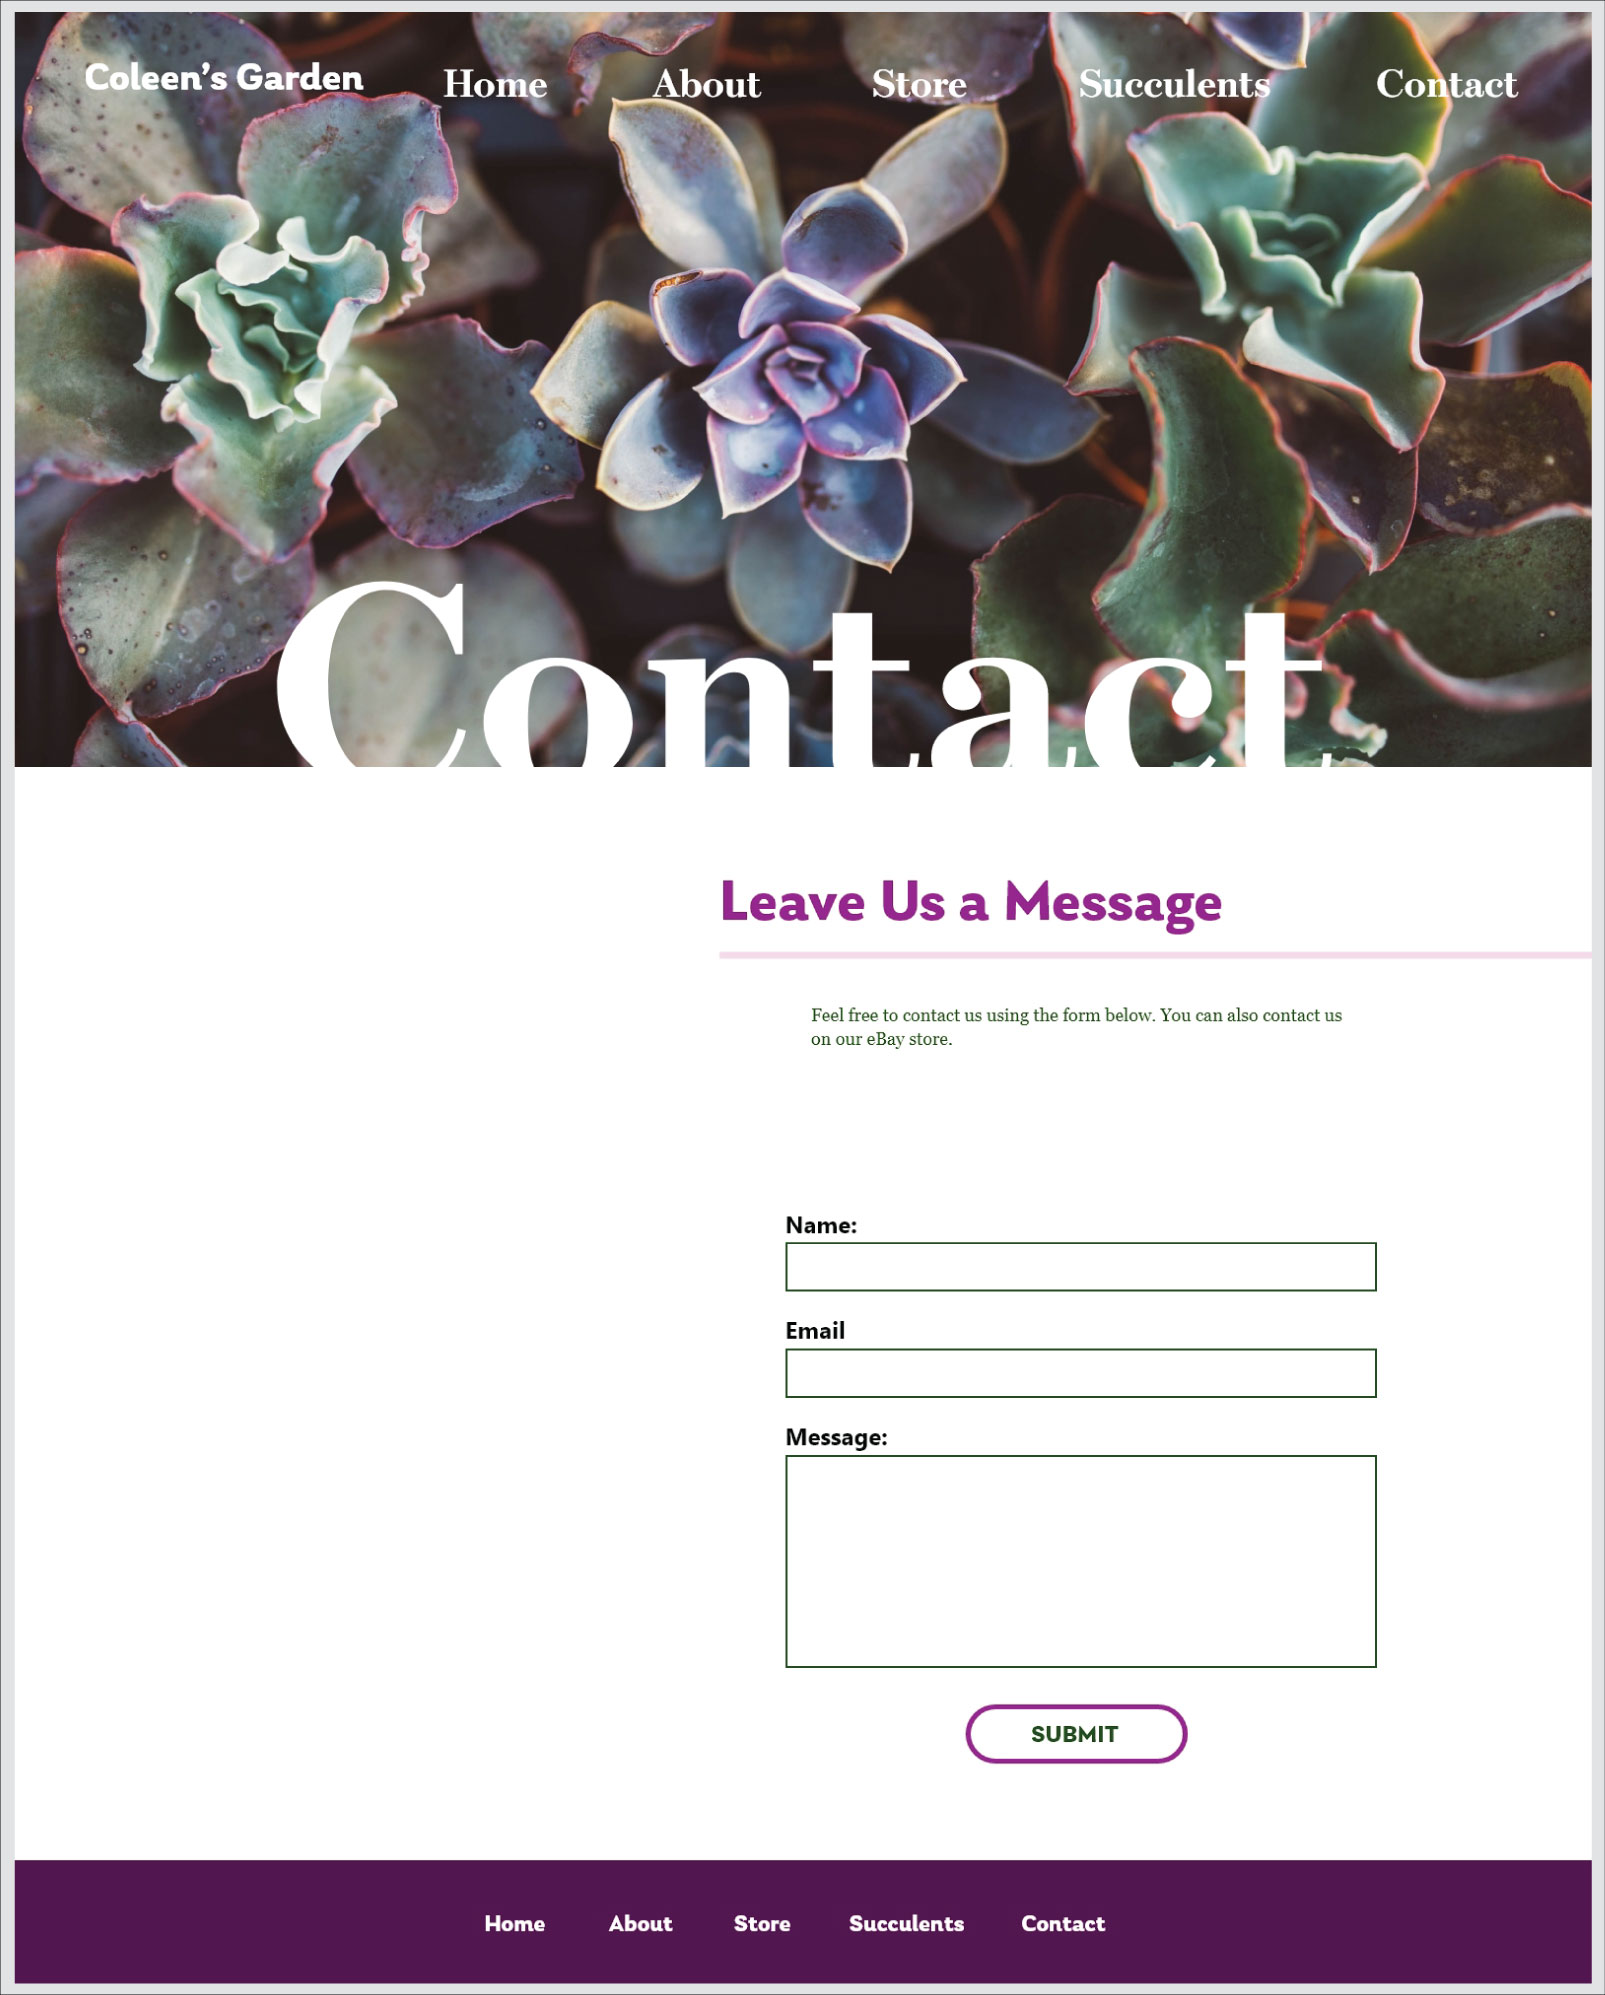 Coleen’s Garden Home About Store Succulents Contact
Contact
Leave Us a Message
Feel free to contact us using the form below. You can also contact us
on our eBay store.
Name:
Email
Message:
SUBMIT
Home About Store Succulents Contact